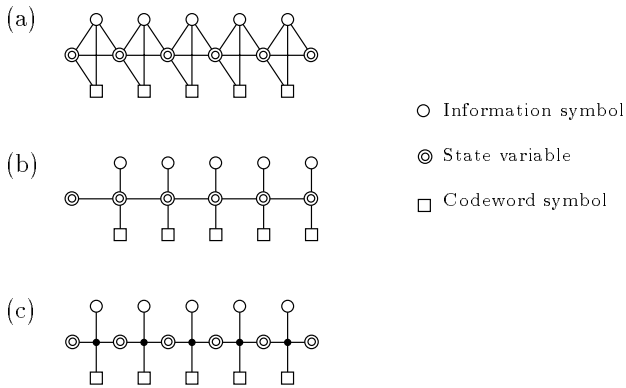 (a)
Information symbol
(b)
State variable
Codeword symbol
(c)